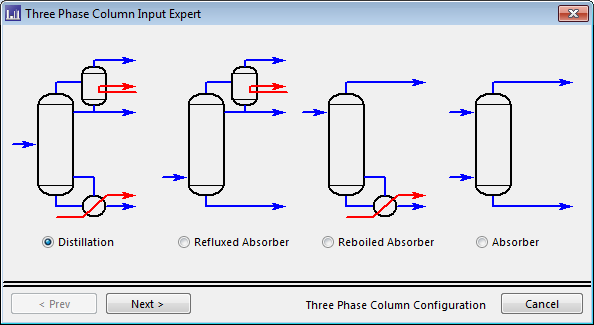 Three Phase Column Input Expert
Distillation
Refluxed Absorber
Reboiled Absorber
Absorber
< Prev
Next >
Three Phase Column Configuration
Cancel